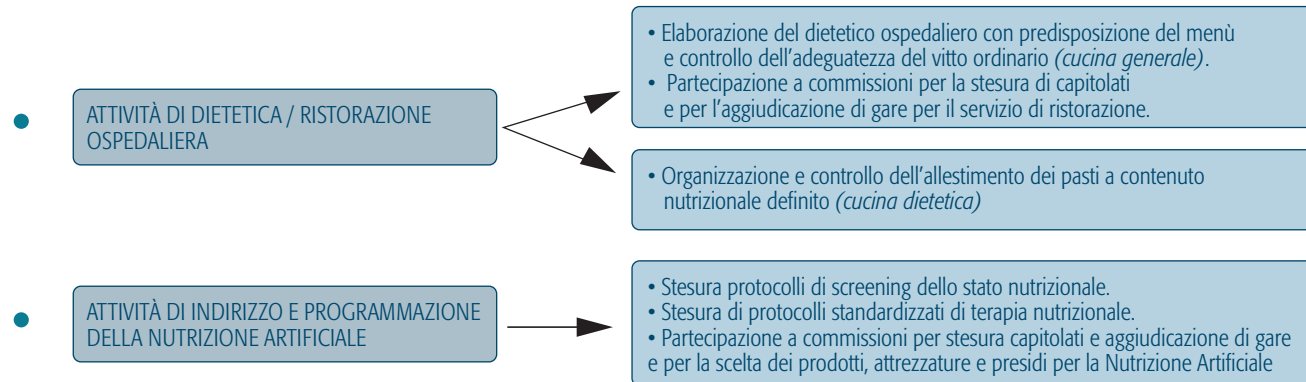 • Elaborazione del dietetico ospedaliero con predisposizione del menù
e controllo dell'adeguatezza del vitto ordinario (cucina generale).
• Partecipazione a commissioni per la stesura di capitolati
e per l'aggiudicazione di gare per il servizio di ristorazione.
ATTIVITÀ DI DIETETICA / RISTORAZIONE
OSPEDALIERA
• Organizzazione e controllo dell'allestimento dei pasti a contenuto
nutrizionale definito (cucina dietetica)
ATTIVITÀ DI INDIRIZZO E PROGRAMMAZIONE
DELLA NUTRIZIONE ARTIFICIALE
• Stesura protocolli di screening dello stato nutrizionale.
• Stesura di protocolli standardizzati di terapia nutrizionale.
• Partecipazione a commissioni per stesura capitolati e aggiudicazione di gare
e per la scelta dei prodotti, attrezzature e presidi per la Nutrizione Artificiale